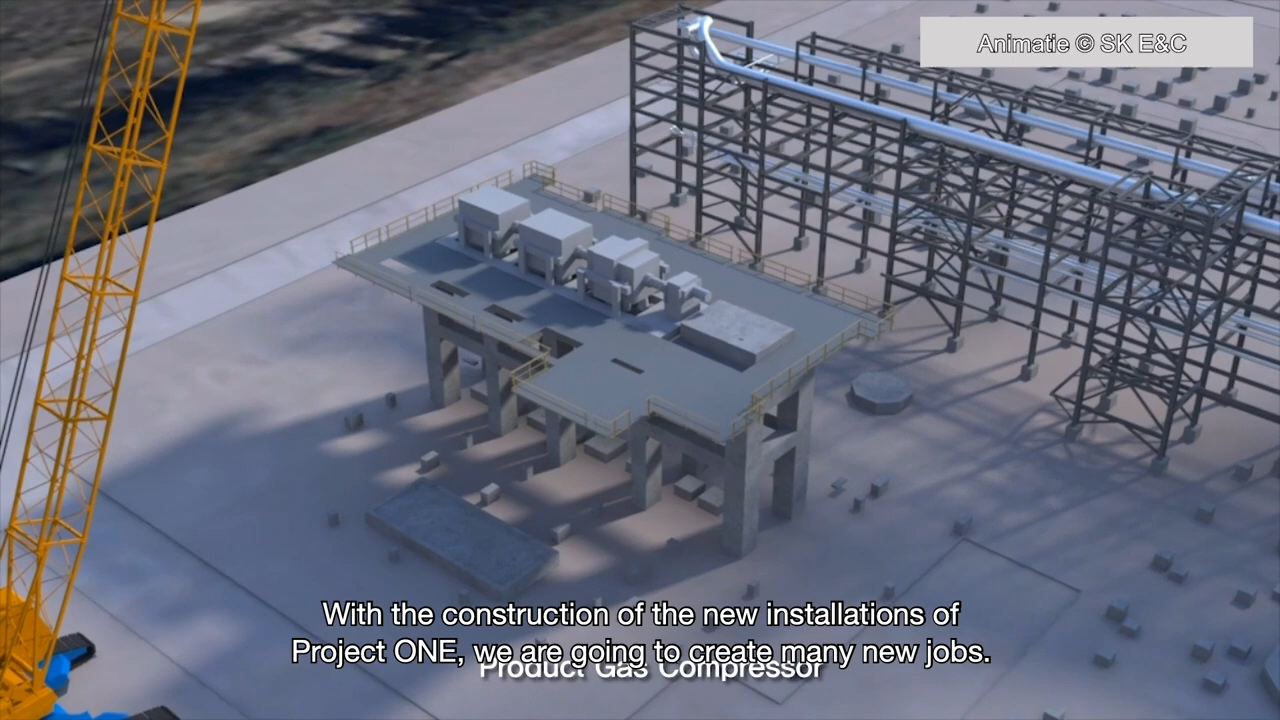 Animatie © SK E&C
With the construction of the new installations of
Project ONE, we are going to create many new jobs.
Product Gas Compressor